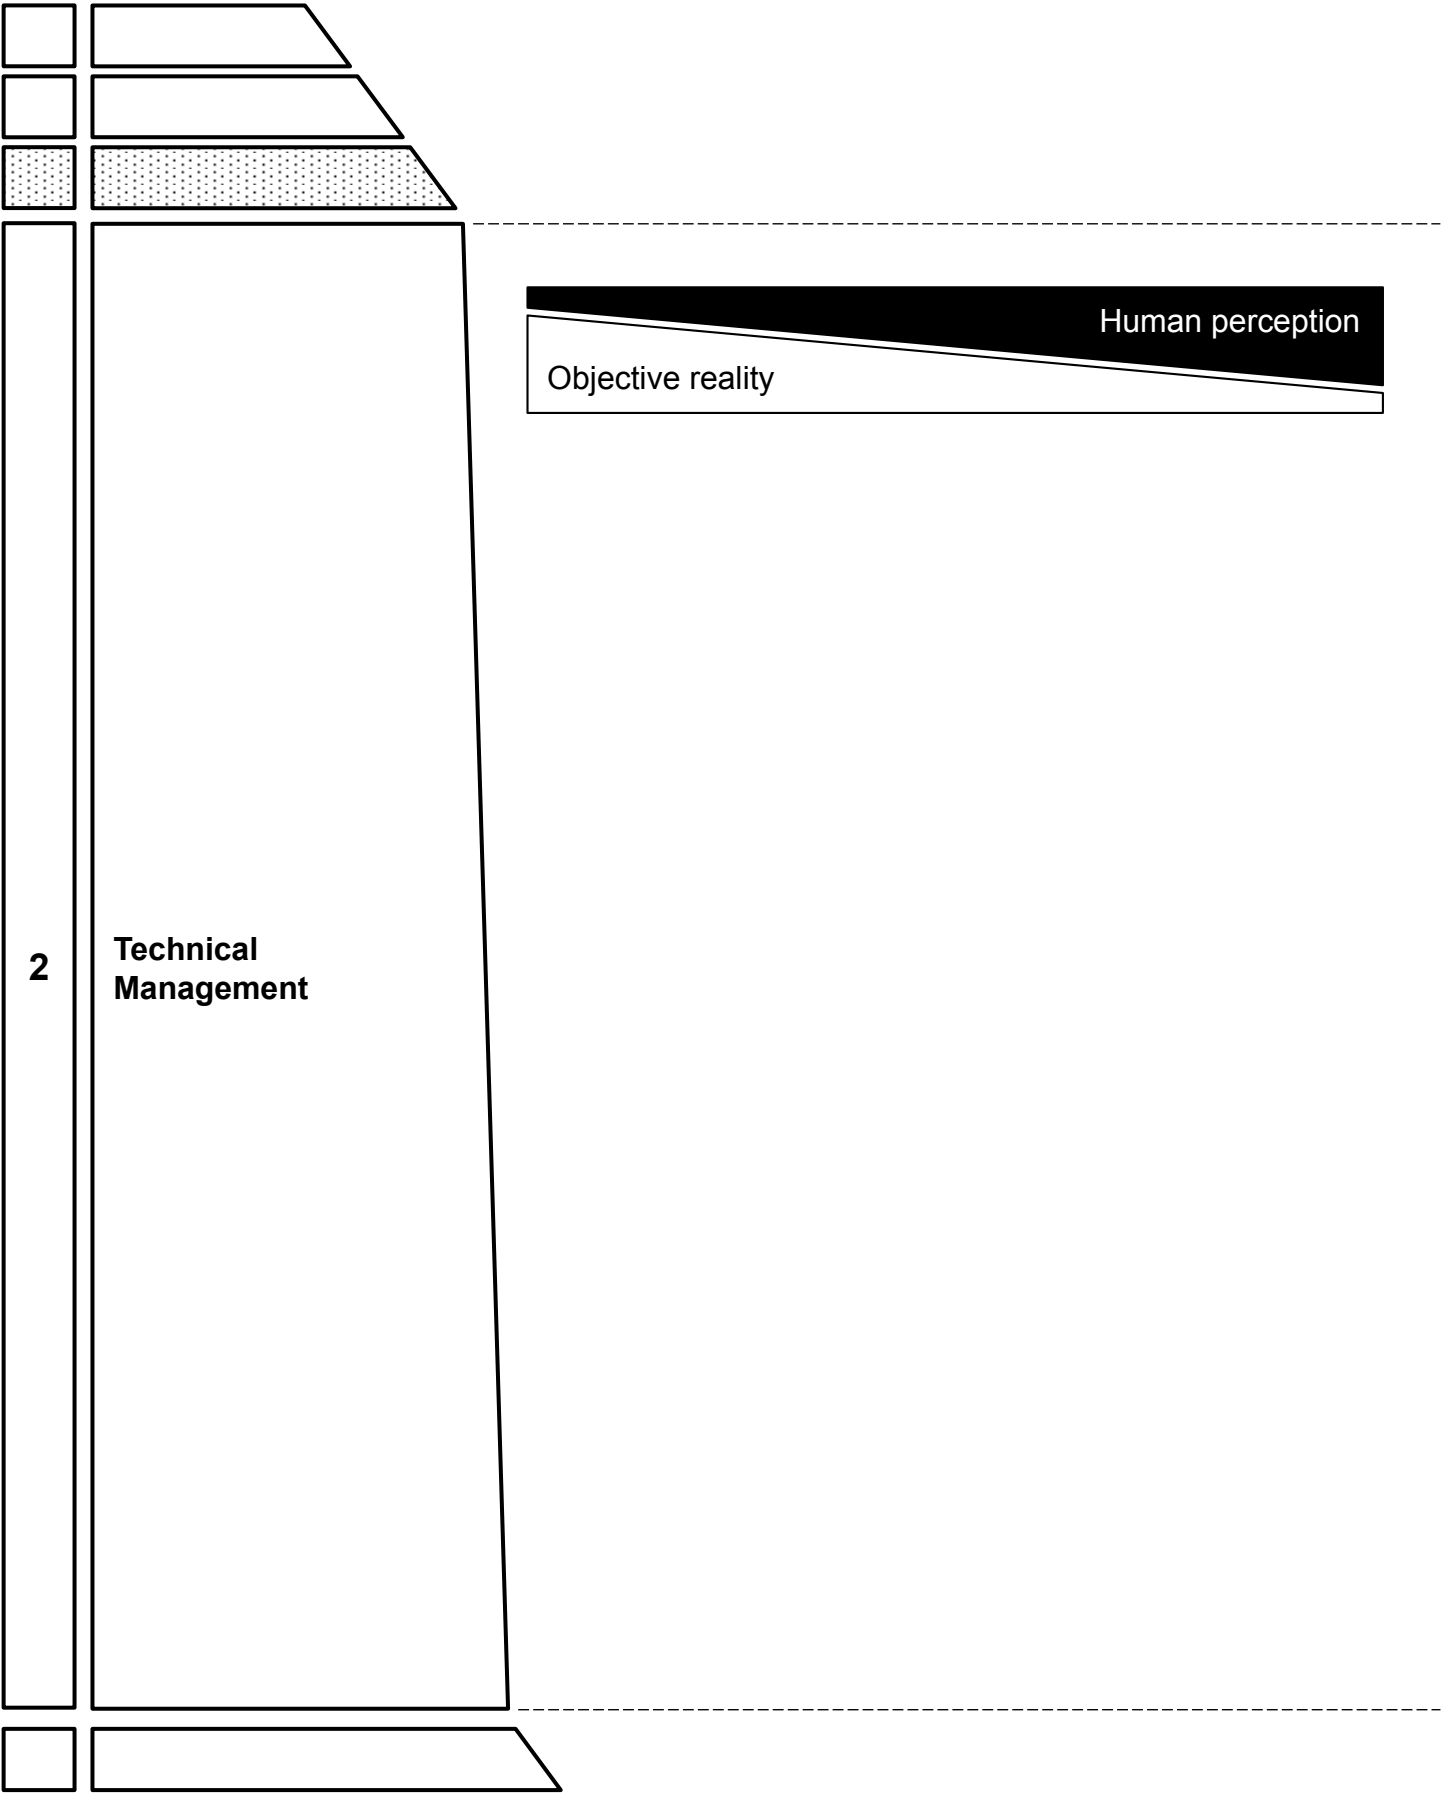 Human perception
Objective reality
2
Technical
Management